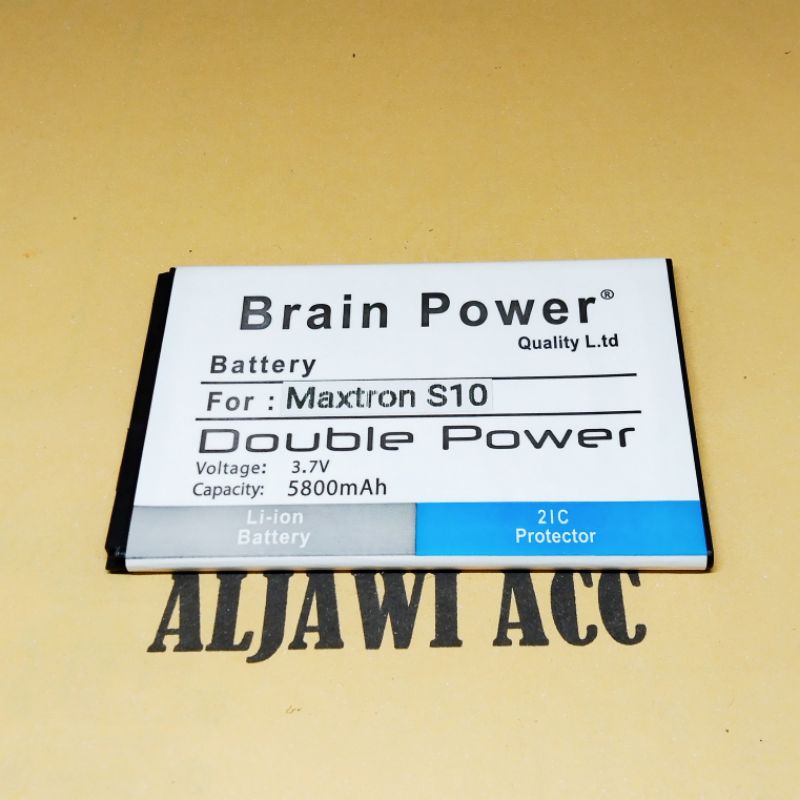 Brain Power®
Quality L.td
Battery
For : Maxtron S10
Double Power
Voltage: 3.7V
Capacity: 5800mAh
Li-ion
Battery
2IC
Protector
ALJAWI ACC